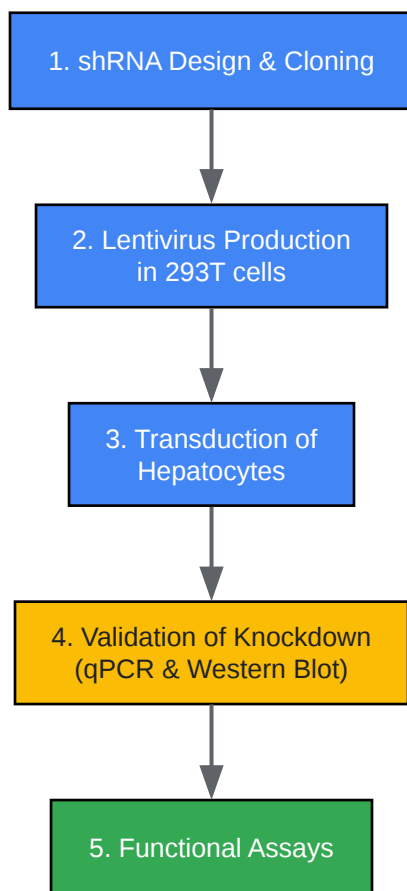 1. shRNA Design & Cloning
2. Lentivirus Production
in 293T cells
3. Transduction of
Hepatocytes
4. Validation of Knockdown
(qPCR & Western Blot)
5. Functional Assays